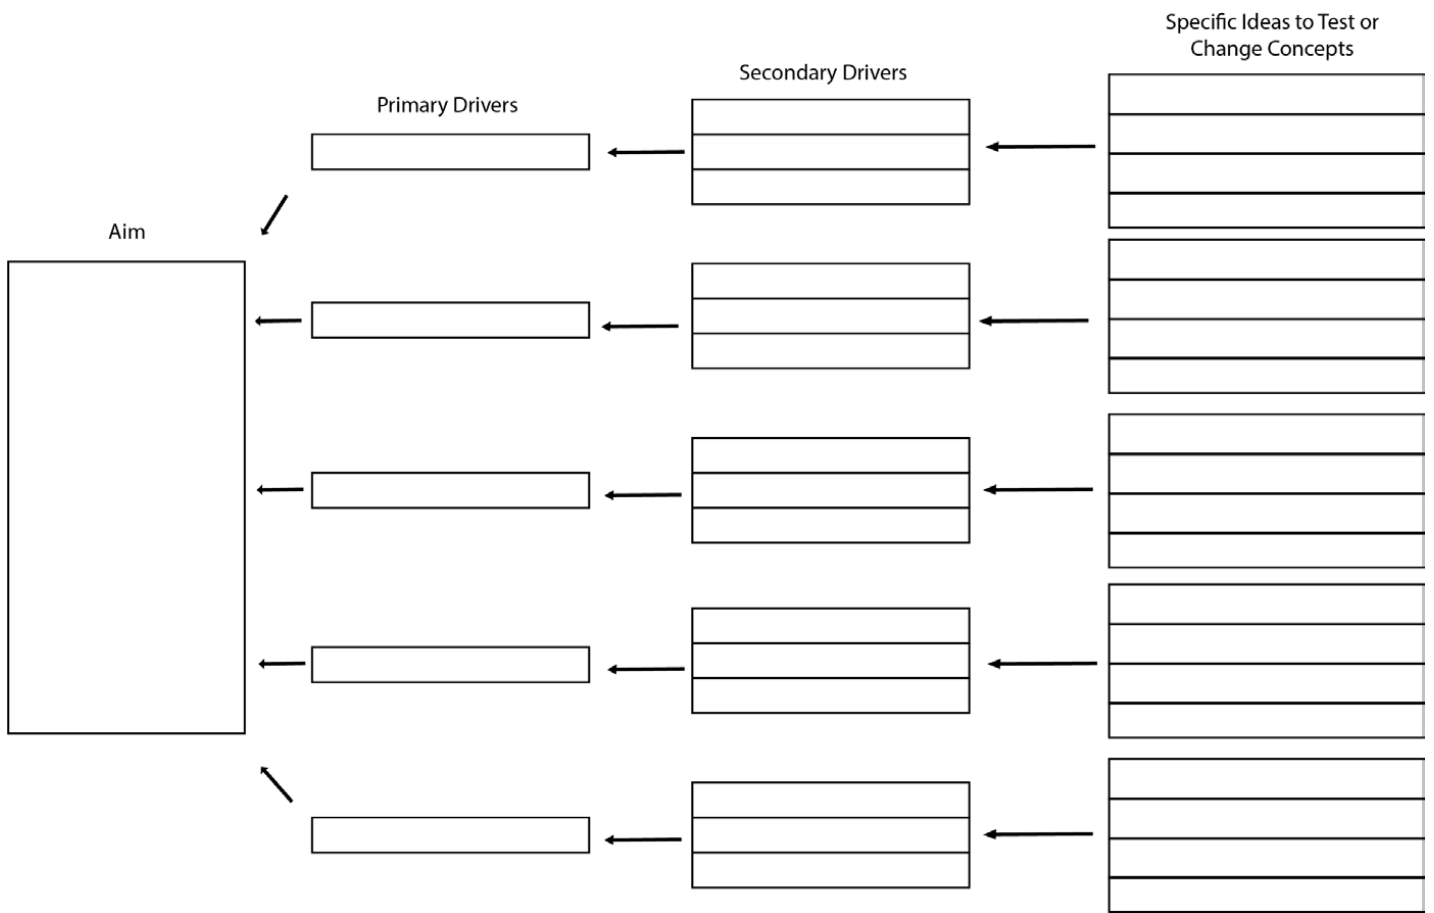 Specific Ideas to Test or
Change Concepts
Secondary Drivers
Primary Drivers
Aim